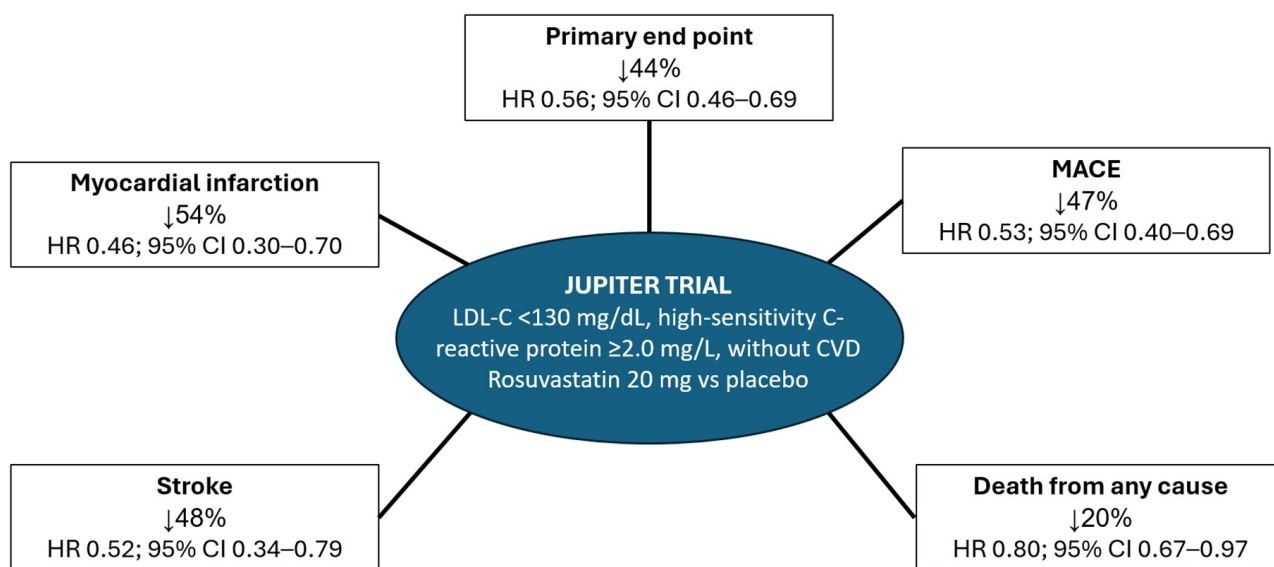 Primary end point
↓44%
HR 0.56; 95% CI 0.46–0.69
Myocardial infarction
↓54%
HR 0.46; 95% CI 0.30–0.70
MACE
↓47%
HR 0.53; 95% CI 0.40–0.69
JUPITER TRIAL
LDL-C <130 mg/dL, high-sensitivity C-
reactive protein ≥2.0 mg/L, without CVD
Rosuvastatin 20 mg vs placebo
Stroke
↓48%
HR 0.52; 95% CI 0.34–0.79
Death from any cause
↓20%
HR 0.80; 95% CI 0.67–0.97